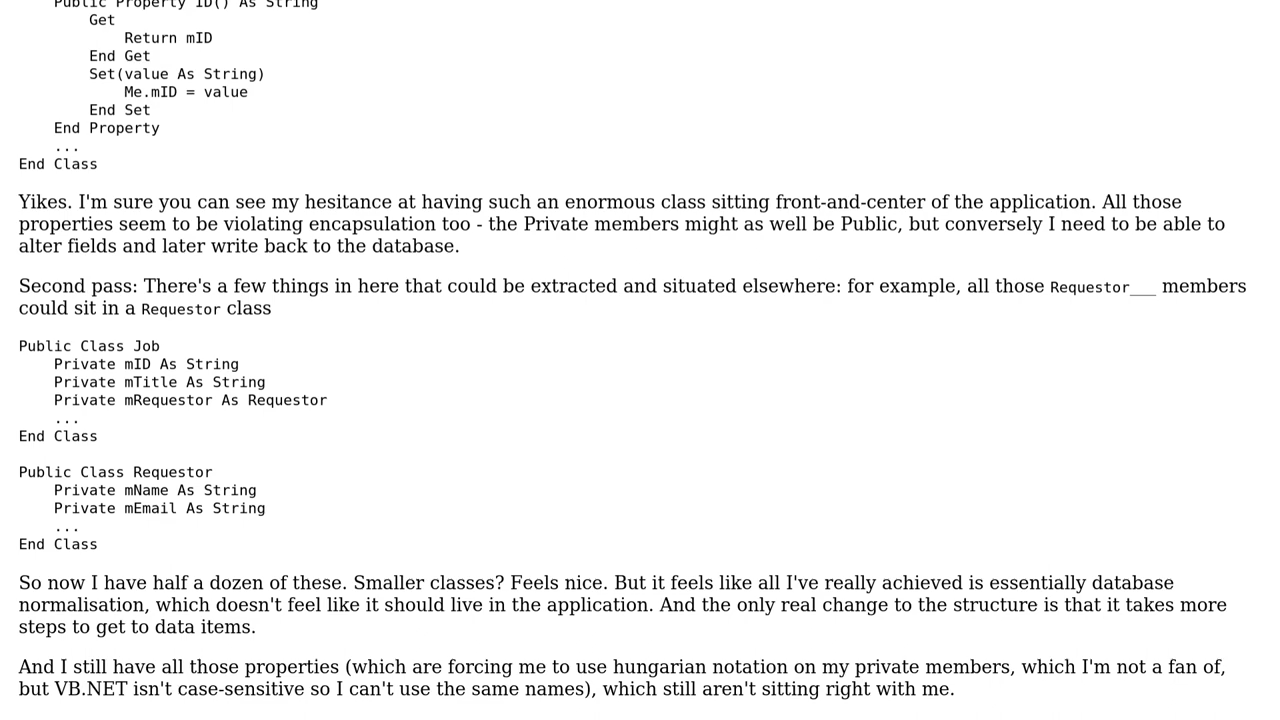 Public Property ID() As String
Get
Return mID
End Get
Set(value As String)
Me.mID = value
End Set
End Property
...
End Class
Yikes. I'm sure you can see my hesitance at having such an enormous class sitting front-and-center of the application. All those
properties seem to be violating encapsulation too - the Private members might as well be Public, but conversely I need to be able to
alter fields and later write back to the database.
Second pass: There's a few things in here that could be extracted and situated elsewhere: for example, all those Requestor___ members
could sit in a Requestor class
Public Class Job
Private mID As String
Private mTitle As String
Private mRequestor As Requestor
...
End Class
Public Class Requestor
Private mName As String
Private mEmail As String
...
End Class
So now I have half a dozen of these. Smaller classes? Feels nice. But it feels like all I've really achieved is essentially database
normalisation, which doesn't feel like it should live in the application. And the only real change to the structure is that it takes more
steps to get to data items.
And I still have all those properties (which are forcing me to use hungarian notation on my private members, which I'm not a fan of,
but VB.NET isn't case-sensitive so I can't use the same names), which still aren't sitting right with me.